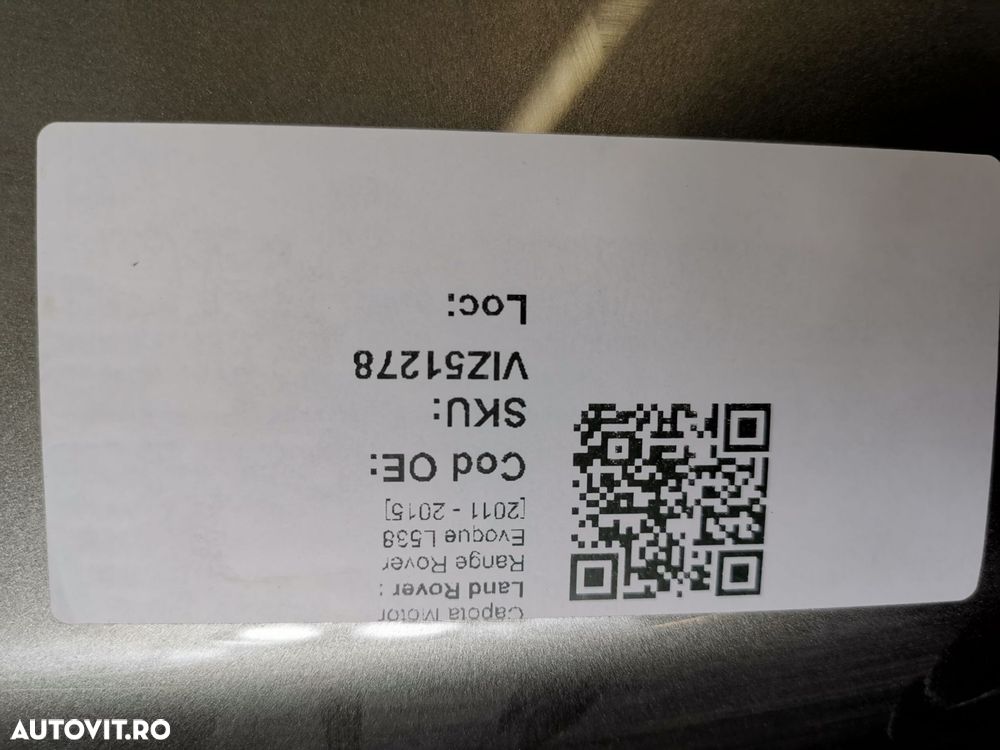 Capota Motor
Land Rover :
Range Rover
Evoque L538
[2011 - 2015]
Cod OE:
SKU:
VIZ51278
Loc:
AUTOVIT.RO